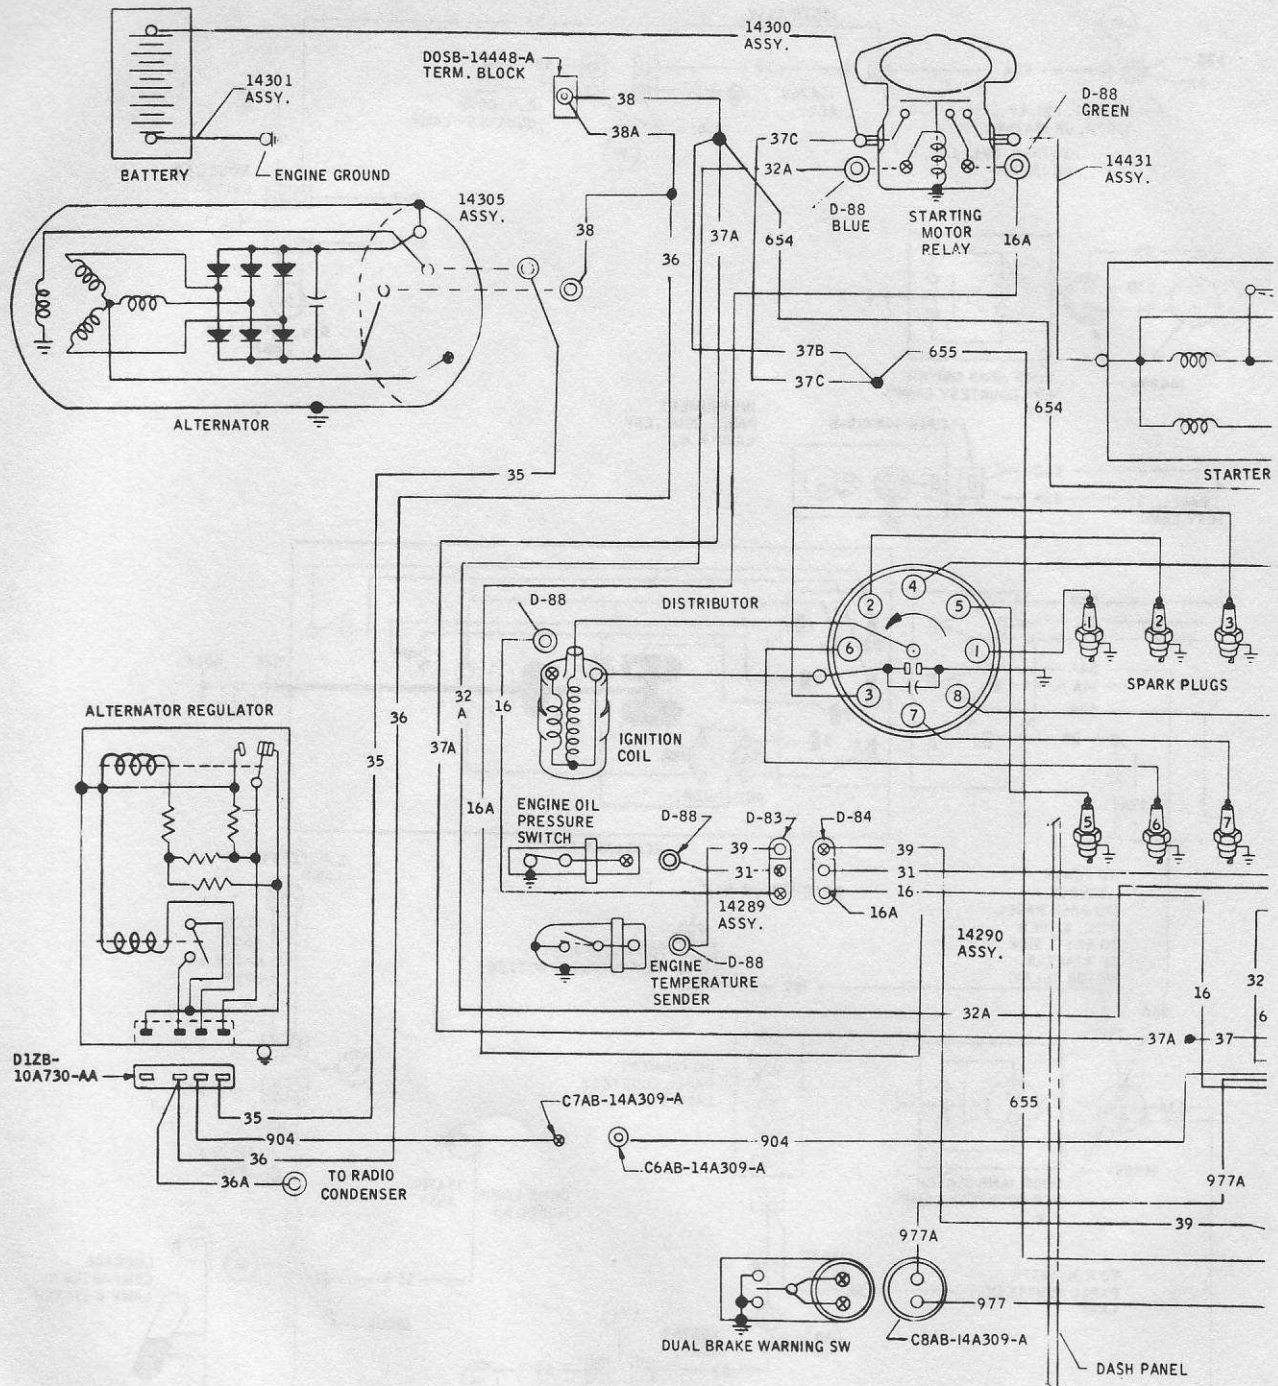 14300
ASSY.
D0SB-14448-A
TERM. BLOCK
14301
ASSY.
38
38A
D-88
GREEN
37C
32A
14431
ASSY.
BATTERY
ENGINE GROUND
14305
ASSY.
D-88
BLUE
STARTING
MOTOR
RELAY
38
36
37A
654
16A
37B
655
37C
654
ALTERNATOR
35
STARTER
D-88
DISTRIBUTOR
4
2
5
6
1
3
8
7
1
2
3
SPARK PLUGS
ALTERNATOR REGULATOR
36
32
A
16
35
37A
IGNITION
COIL
16A
ENGINE OIL
PRESSURE
SWITCH
D-88
D-83
D-84
5
6
7
39
31
39
31
16
14289
ASSY.
16A
14290
ASSY.
D-88
ENGINE
TEMPERATURE
SENDER
16
32
32A
6
37A
37
D1ZB-
10A730-AA
35
C7AB-14A309-A
655
904
904
36
C6AB-14A309-A
36A
TO RADIO
CONDENSER
977A
977A
39
977
DUAL BRAKE WARNING SW
C8AB-14A309-A
DASH PANEL